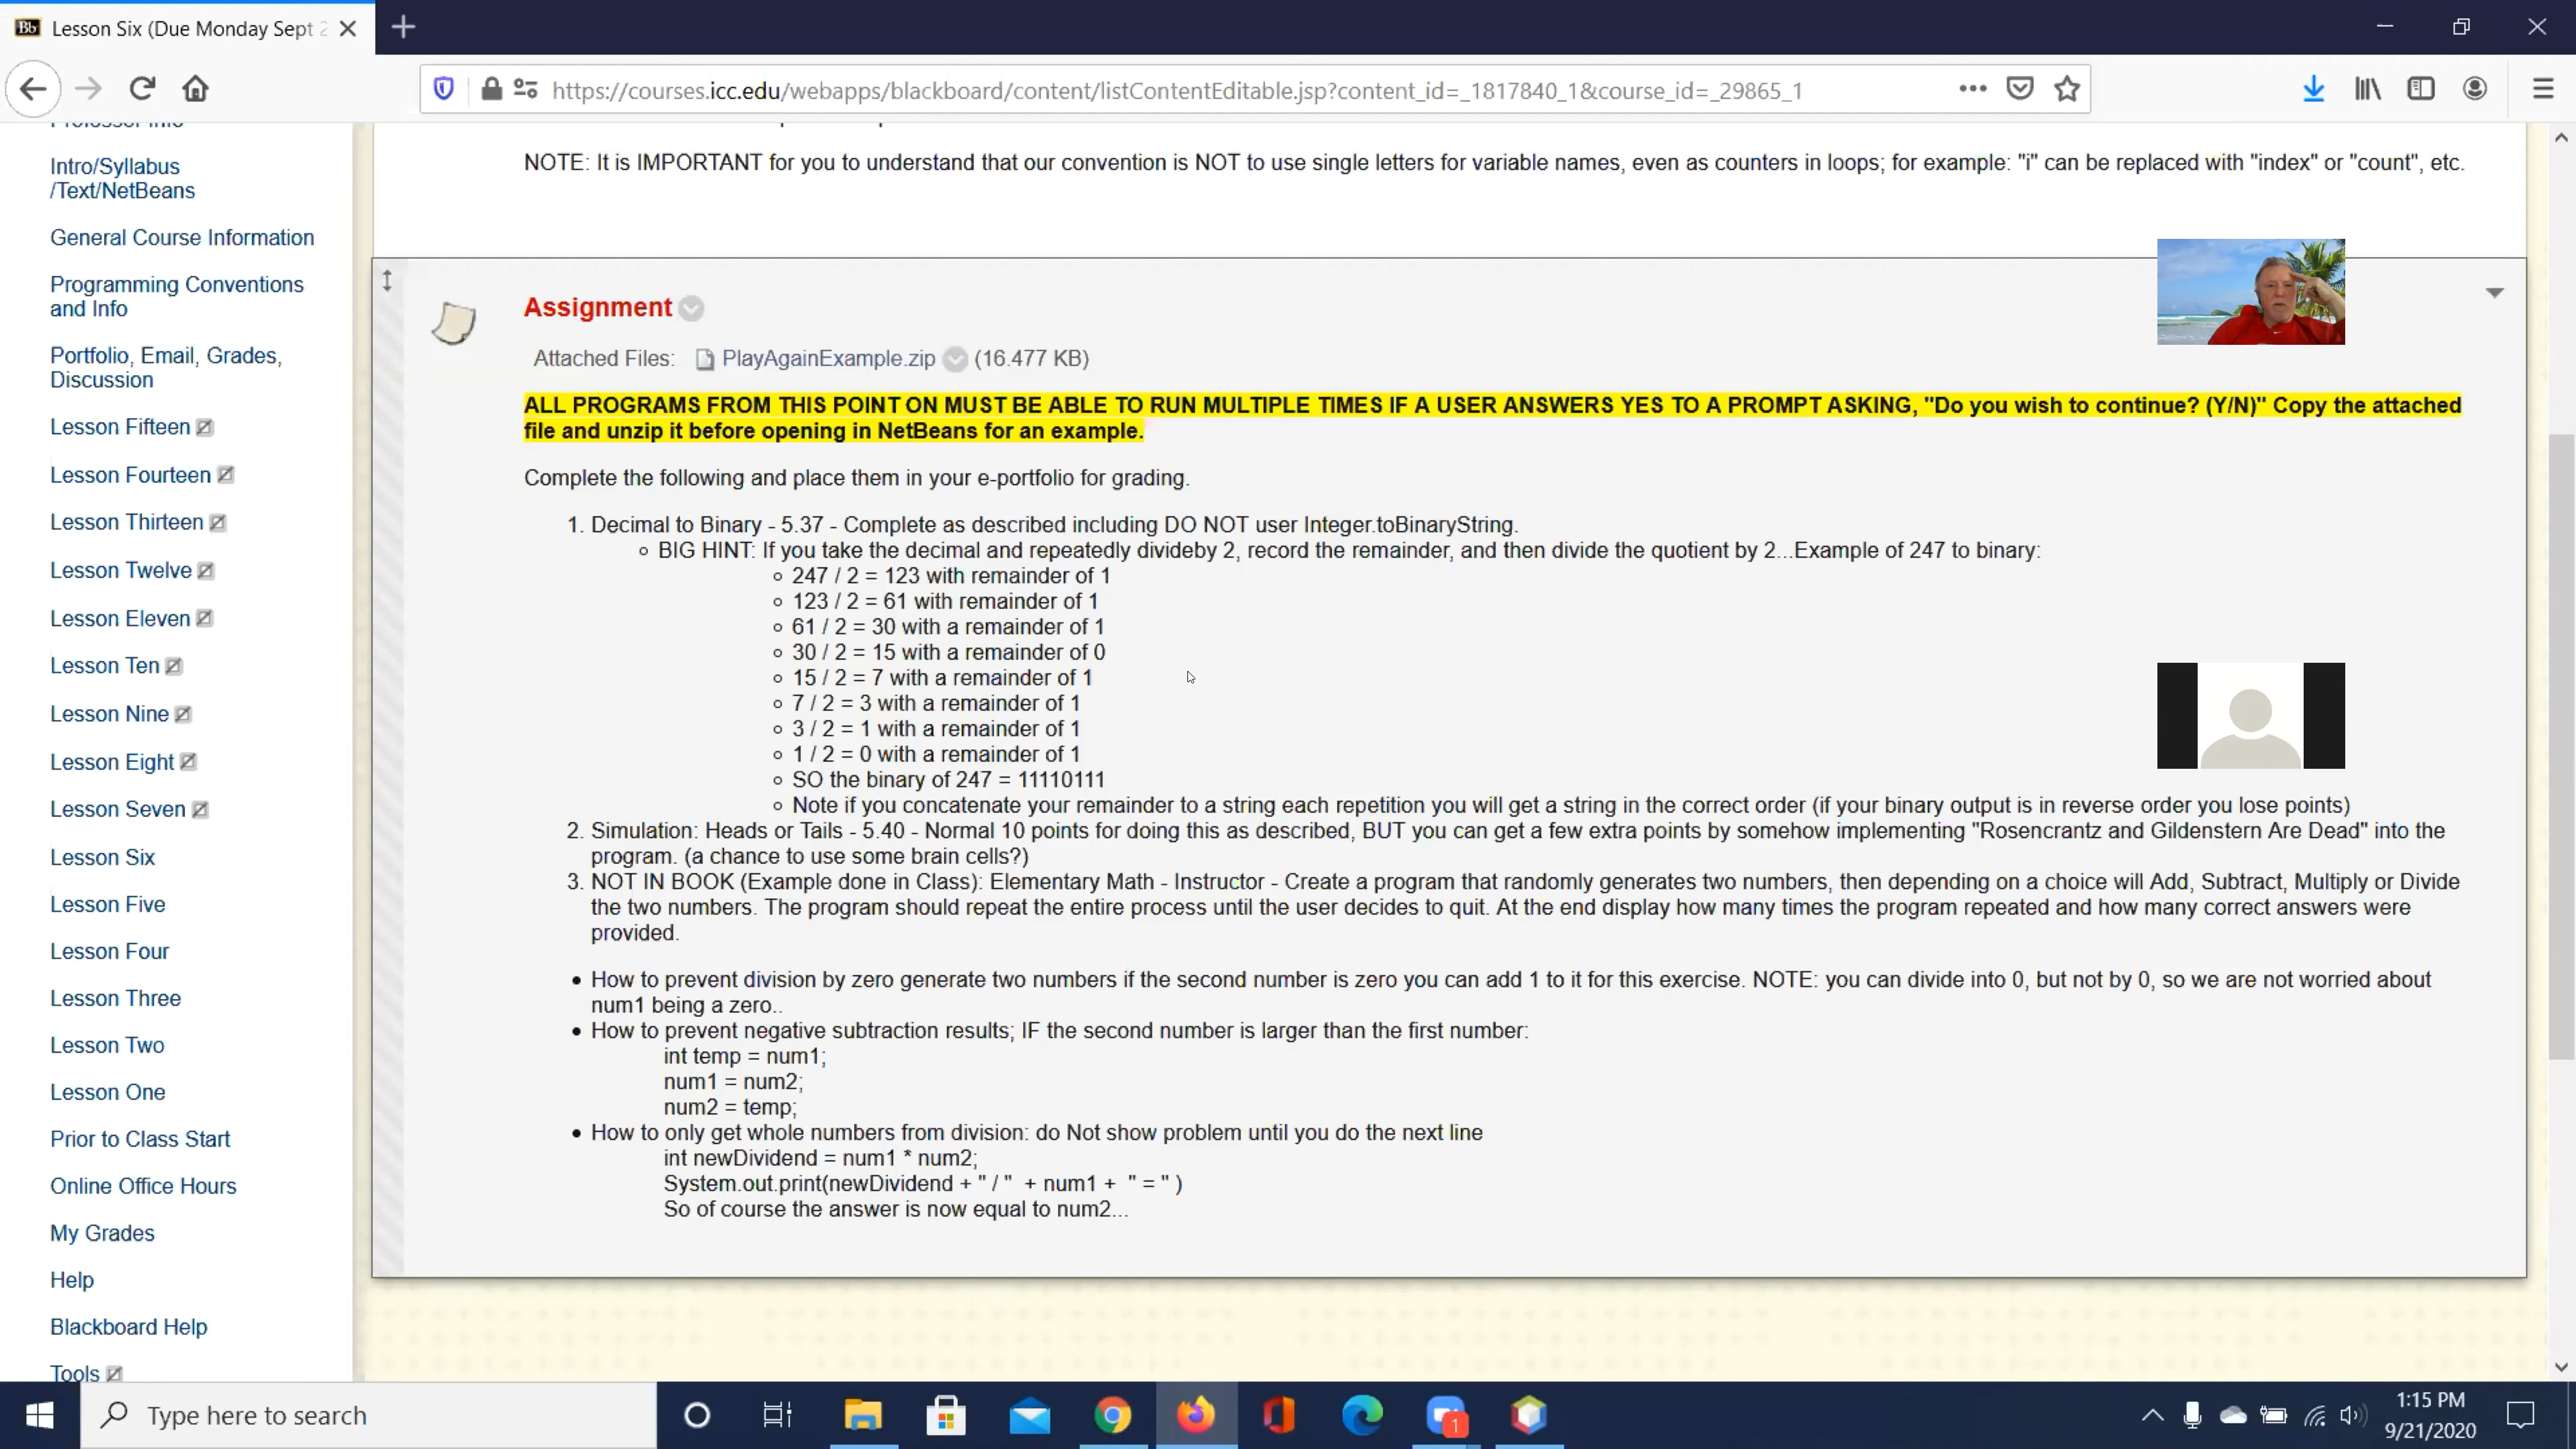 Lesson Six (Due Monday Sept 2
https://courses.icc.edu/webapps/blackboard/content/listContentEditable.jsp?content_id=_1817840_1&course_id=_29865_1
Professor Info
Intro/Syllabus
/Text/NetBeans
General Course Information
Programming Conventions
and Info
Portfolio, Email, Grades,
Discussion
Lesson Fifteen
Lesson Fourteen
Lesson Thirteen
Lesson Twelve
Lesson Eleven
Lesson Ten
Lesson Nine
Lesson Eight
Lesson Seven
Lesson Six
Lesson Five
Lesson Four
Lesson Three
Lesson Two
Lesson One
Prior to Class Start
Online Office Hours
My Grades
Help
Blackboard Help
Tools
NOTE: It is IMPORTANT for you to understand that our convention is NOT to use single letters for variable names, even as counters in loops; for example: "i" can be replaced with "index" or "count", etc.
Assignment
Attached Files: PlayAgainExample.zip (16.477 KB)
ALL PROGRAMS FROM THIS POINT ON MUST BE ABLE TO RUN MULTIPLE TIMES IF A USER ANSWERS YES TO A PROMPT ASKING, "Do you wish to continue? (Y/N)" Copy the attached
file and unzip it before opening in NetBeans for an example.
Complete the following and place them in your e-portfolio for grading.
1. Decimal to Binary - 5.37 - Complete as described including DO NOT user Integer.toBinaryString.
BIG HINT: If you take the decimal and repeatedly divideby 2, record the remainder, and then divide the quotient by 2...Example of 247 to binary:
247 / 2 = 123 with remainder of 1
123 / 2 = 61 with remainder of 1
61 / 2 = 30 with a remainder of 1
30 / 2 = 15 with a remainder of 0
15 / 2 = 7 with a remainder of 1
7 / 2 = 3 with a remainder of 1
3 / 2 = 1 with a remainder of 1
1 / 2 = 0 with a remainder of 1
SO the binary of 247 = 11110111
Note if you concatenate your remainder to a string each repetition you will get a string in the correct order (if your binary output is in reverse order you lose points)
2. Simulation: Heads or Tails - 5.40 - Normal 10 points for doing this as described, BUT you can get a few extra points by somehow implementing "Rosencrantz and Gildenstern Are Dead" into the
program. (a chance to use some brain cells?)
3. NOT IN BOOK (Example done in Class): Elementary Math - Instructor - Create a program that randomly generates two numbers, then depending on a choice will Add, Subtract, Multiply or Divide
the two numbers. The program should repeat the entire process until the user decides to quit. At the end display how many times the program repeated and how many correct answers were
provided.
How to prevent division by zero generate two numbers if the second number is zero you can add 1 to it for this exercise. NOTE: you can divide into 0, but not by 0, so we are not worried about
num1 being a zero..
How to prevent negative subtraction results; IF the second number is larger than the first number:
int temp = num1;
num1 = num2;
num2 = temp;
How to only get whole numbers from division: do Not show problem until you do the next line
int newDividend = num1 * num2;
System.out.print(newDividend + " / " + num1 + " = " )
So of course the answer is now equal to num2...
Type here to search
1
1:15 PM
9/21/2020